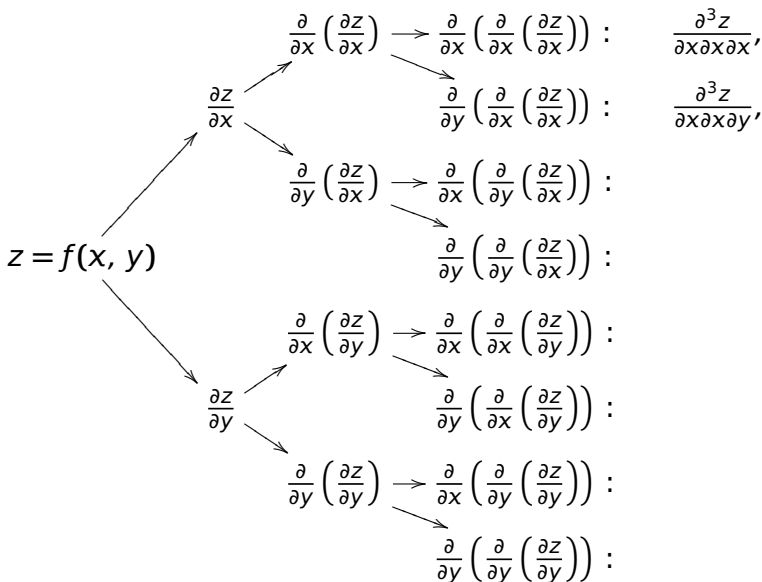 ∂/∂x (∂z/∂x) → ∂/∂x (∂/∂x (∂z/∂x)) : ∂³z/∂x∂x∂x,
∂z/∂x ∂/∂y (∂/∂x (∂z/∂x)) : ∂³z/∂x∂x∂y,
∂/∂y (∂z/∂x) → ∂/∂x (∂/∂y (∂z/∂x)) :
z = f(x, y) ∂/∂y (∂/∂y (∂z/∂x)) :
∂/∂x (∂z/∂y) → ∂/∂x (∂/∂x (∂z/∂y)) :
∂z/∂y ∂/∂y (∂/∂x (∂z/∂y)) :
∂/∂y (∂z/∂y) → ∂/∂x (∂/∂y (∂z/∂y)) :
∂/∂y (∂/∂y (∂z/∂y)) :